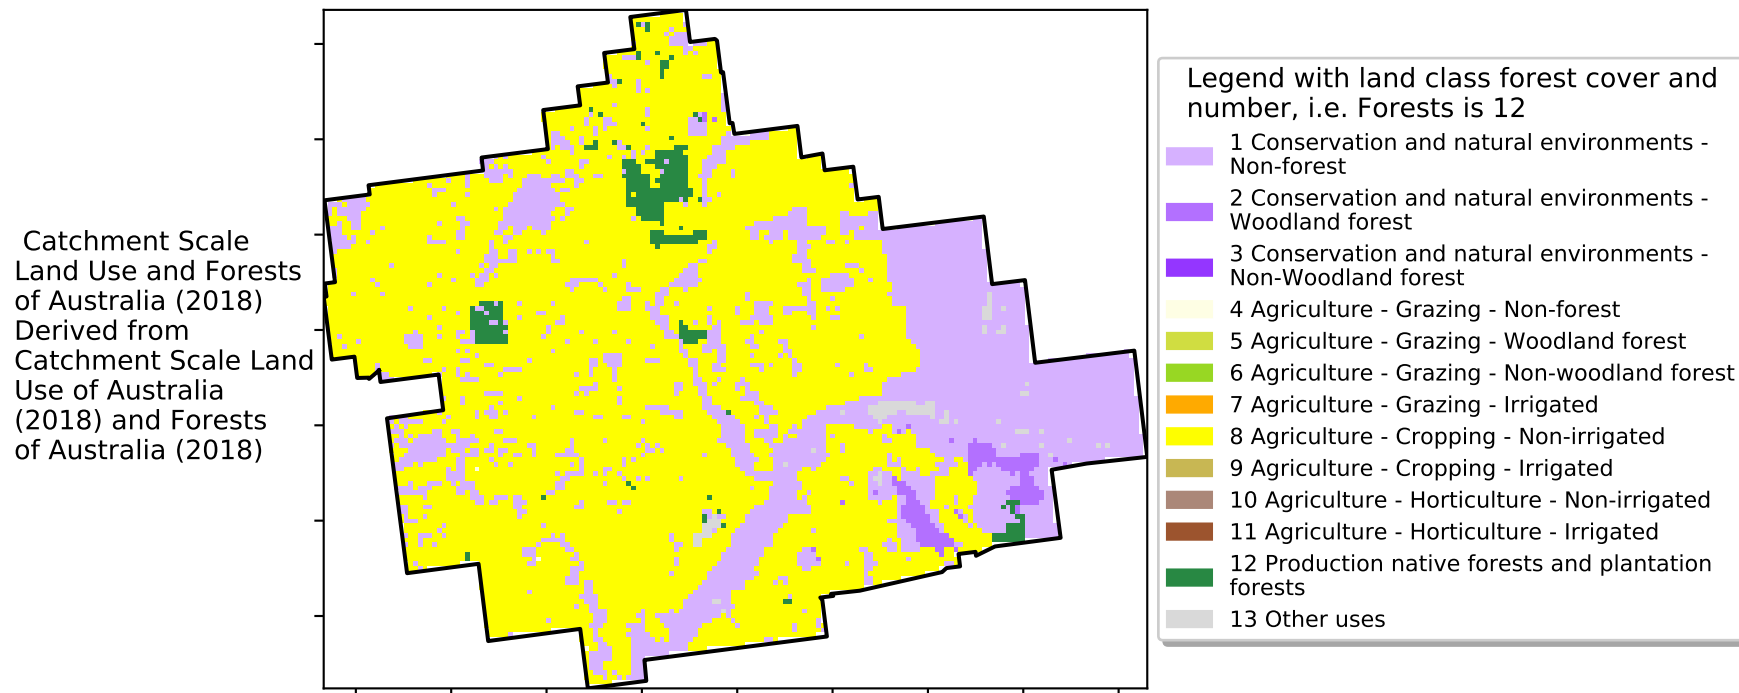 Catchment Scale
Land Use and Forests
of Australia (2018)
Derived from
Catchment Scale Land
Use of Australia
(2018) and Forests
of Australia (2018)
Legend with land class forest cover and
number, i.e. Forests is 12
1 Conservation and natural environments -
Non-forest
2 Conservation and natural environments -
Woodland forest
3 Conservation and natural environments -
Non-Woodland forest
4 Agriculture - Grazing - Non-forest
5 Agriculture - Grazing - Woodland forest
6 Agriculture - Grazing - Non-woodland forest
7 Agriculture - Grazing - Irrigated
8 Agriculture - Cropping - Non-irrigated
9 Agriculture - Cropping - Irrigated
10 Agriculture - Horticulture - Non-irrigated
11 Agriculture - Horticulture - Irrigated
12 Production native forests and plantation
forests
13 Other uses